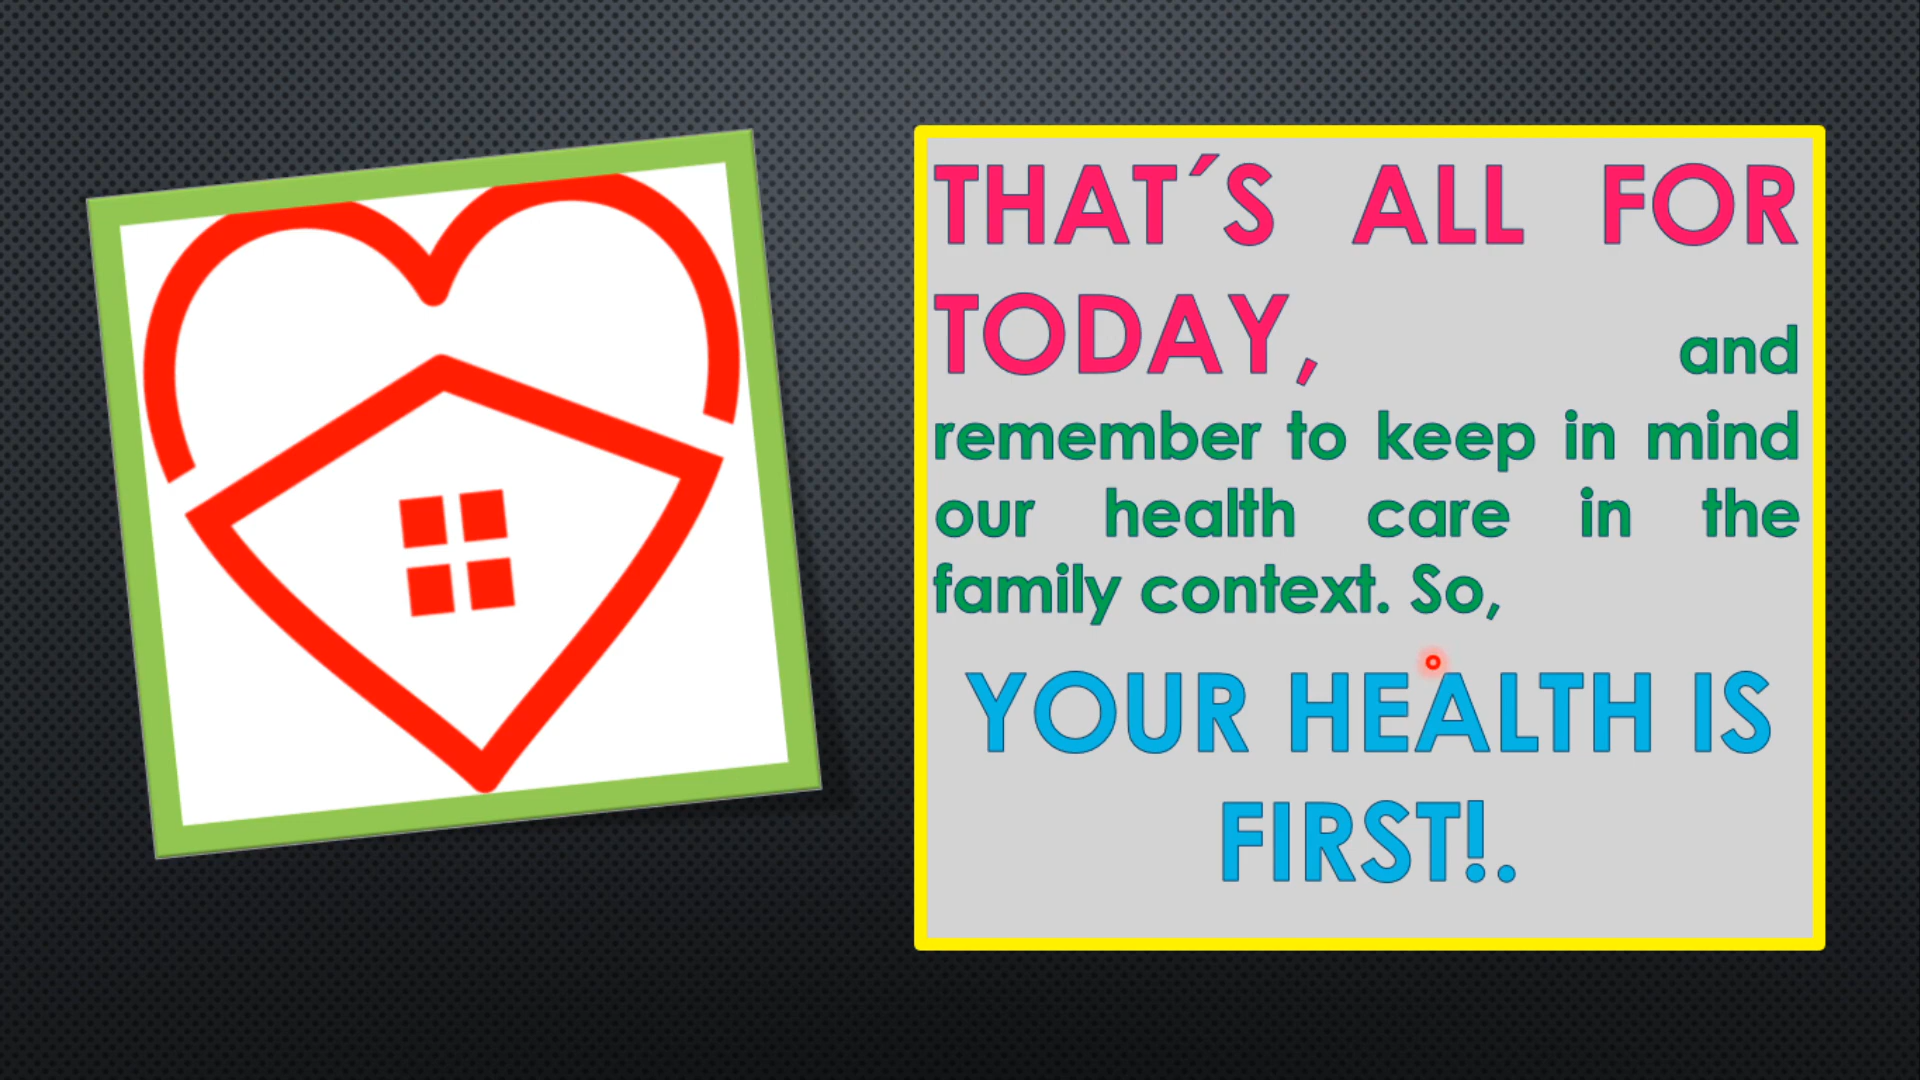 THAT´S ALL FOR
TODAY, and
remember to keep in mind
our health care in the
family context. So,
YOUR HEALTH IS
FIRST!.